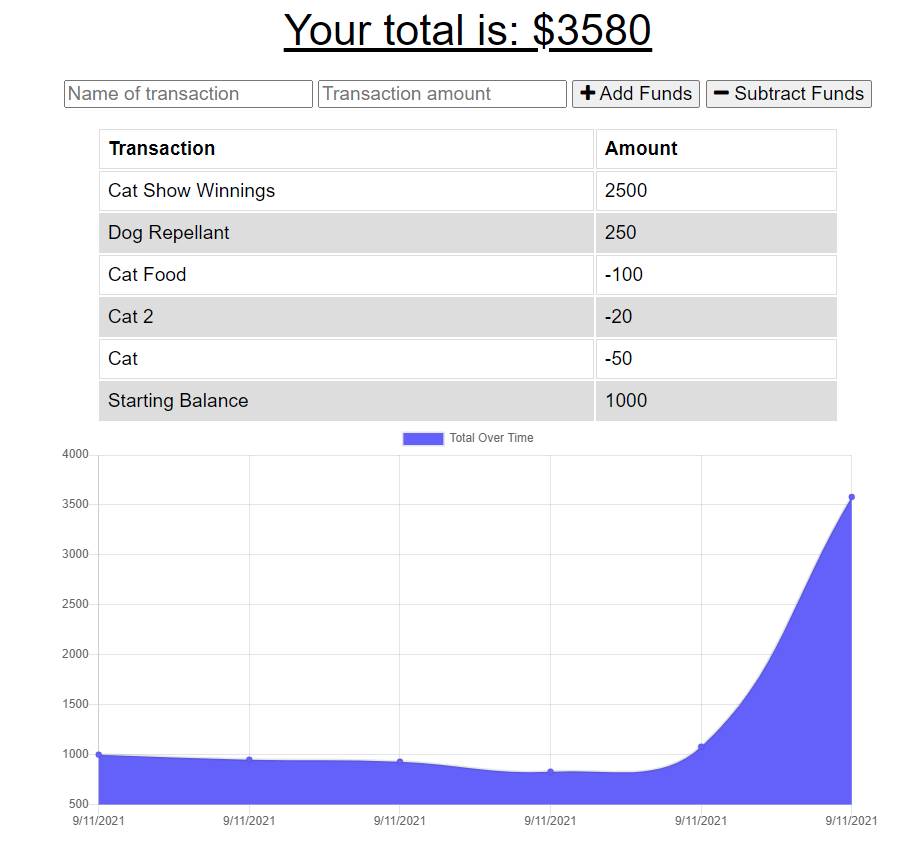 Your total is: $3580
Name of transaction Transaction amount Add Funds Subtract Funds
Transaction Amount
Cat Show Winnings 2500
Dog Repellant 250
Cat Food -100
Cat 2 -20
Cat -50
Starting Balance 1000
Total Over Time
4000
3500
3000
2500
2000
1500
1000
500
9/11/2021 9/11/2021 9/11/2021 9/11/2021 9/11/2021 9/11/2021